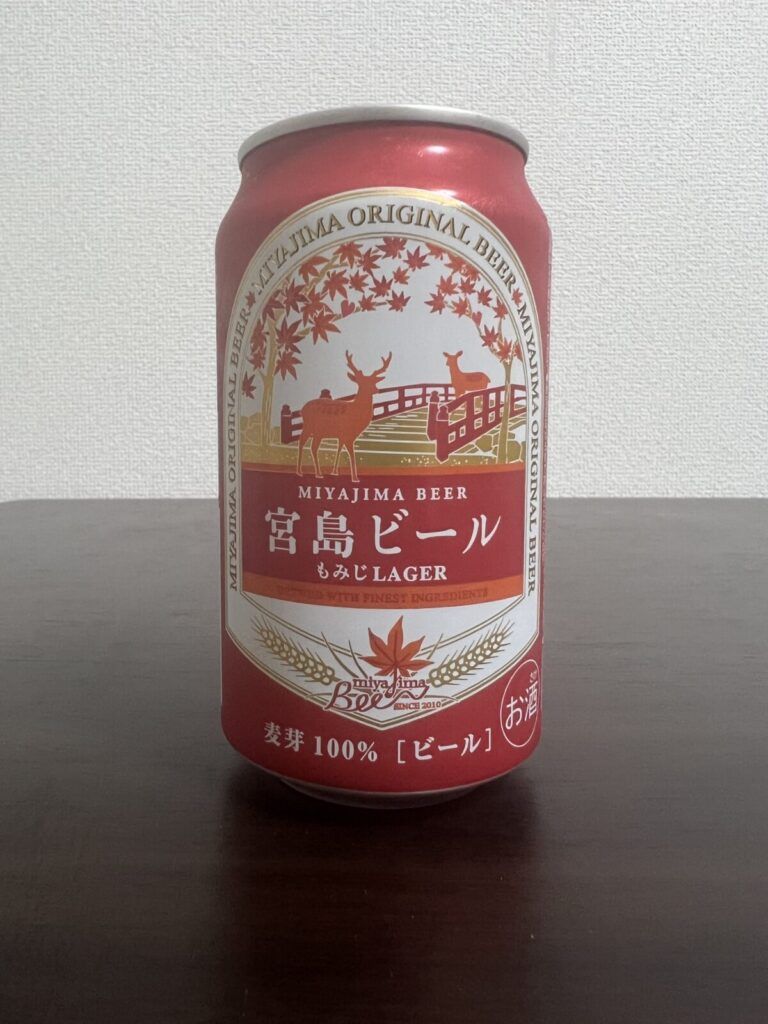 MIYAJIMA ORIGINAL BEER★MIYAJIMA ORIGINAL BEER★MIYAJIMA ORIGINAL BEER
MIYAJIMA BEER
宮島ビール
もみじLAGER
BREWED WITH FINEST INGREDIENTS
miyajima
Beer
SINCE 2010
お酒
麦芽100% [ビール]